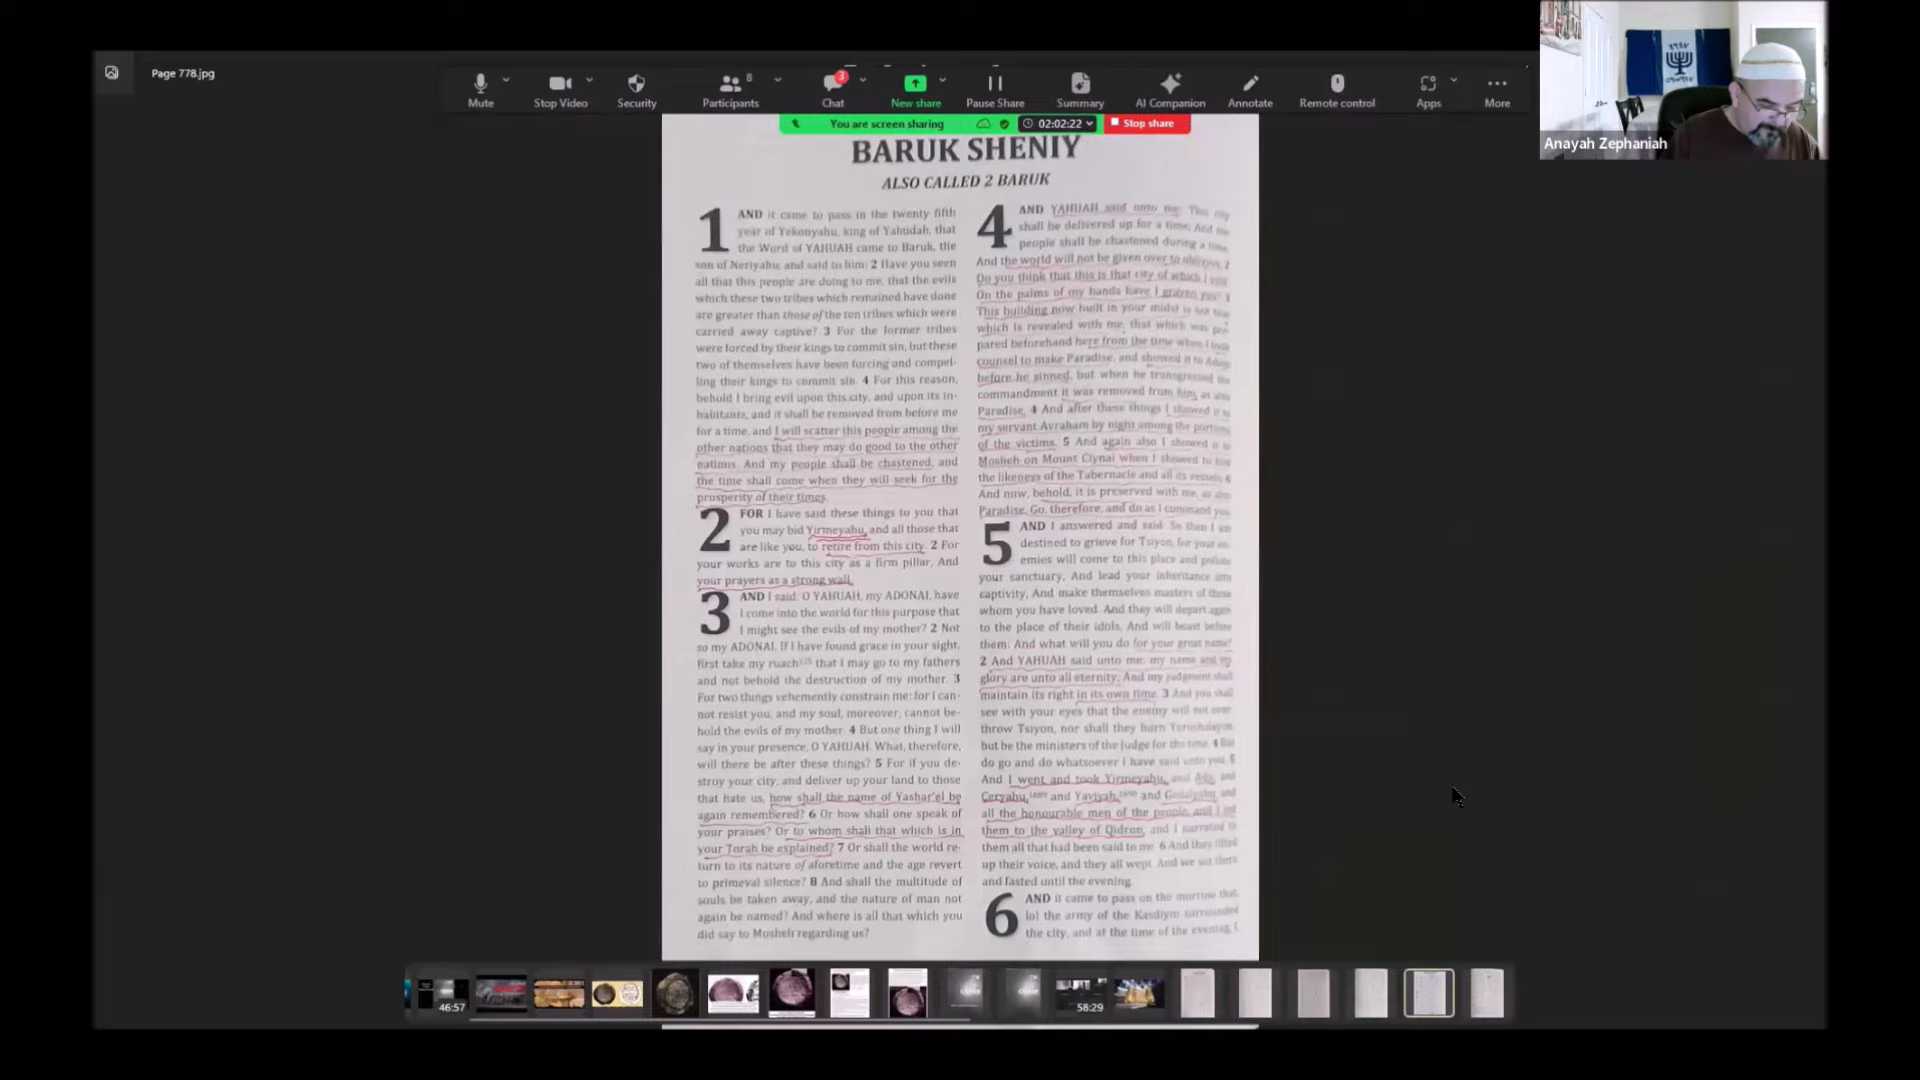 Page 778.jpg
Mute
Stop Video
Security
8
Participants
3
Chat
New share
Pause Share
Summary
AI Companion
Annotate
Remote control
Apps
More
You are screen sharing
02:02:22
Stop share
Anayah Zephaniah
BARUK SHENIY
ALSO CALLED 2 BARUK
1 AND it came to pass in the twenty fifth
year of Yekonyahu, king of Yahudah, that
the Word of YAHUAH came to Baruk, the
son of Neriyahu, and said to him: 2 Have you seen
all that this people are doing to me, that the evils
which these two tribes which remained have done
are greater than those of the ten tribes which were
carried away captive? 3 For the former tribes
were forced by their kings to commit sin, but these
two of themselves have been forcing and compel-
ling their kings to commit sin. 4 For this reason,
behold I bring evil upon this city, and upon its in-
habitants, and it shall be removed from before me
for a time, and I will scatter this people among the
other nations that they may do good to the other
nations. And my people shall be chastened, and
the time shall come when they will seek for the
prosperity of their times.
2 FOR I have said these things to you that
you may bid Yirmeyahu, and all those that
are like you, to retire from this city. 2 For
your works are to this city as a firm pillar, And
your prayers as a strong wall.
3 AND I said: O YAHUAH, my ADONAI, have
I come into the world for this purpose that
I might see the evils of my mother? 2 Not
so my ADONAI. If I have found grace in your sight,
first take my ruach that I may go to my fathers
and not behold the destruction of my mother. 3
For two things vehemently constrain me: for I can-
not resist you, and my soul, moreover, cannot be-
hold the evils of my mother. 4 But one thing I will
say in your presence, O YAHUAH. What, therefore,
will there be after these things? 5 For if you de-
stroy your city, and deliver up your land to those
that hate us, how shall the name of Yashar'el be
again remembered? 6 Or how shall one speak of
your praises? Or to whom shall that which is in
your Torah be explained? 7 Or shall the world re-
turn to its nature of aforetime and the age revert
to primeval silence? 8 And shall the multitude of
souls be taken away, and the nature of man not
again be named? And where is all that which you
did say to Mosheh regarding us?
4 AND YAHUAH said unto me: This city
shall be delivered up for a time, And the
people shall be chastened during a time,
And the world will not be given over to oblivion. 2
Do you think that this is that city of which I said:
On the palms of my hands have I graven you? 3
This building now built in your midst is not that
which is revealed with me, that which was pre-
pared beforehand here from the time when I took
counsel to make Paradise, and showed it to Adam
before he sinned, but when he transgressed the
commandment it was removed from him, as also
Paradise. 4 And after these things I showed it to
my servant Avraham by night among the portions
of the victims. 5 And again also I showed it to
Mosheh on Mount Ciynai when I showed to him
the likeness of the Tabernacle and all its vessels. 6
And now, behold, it is preserved with me, as also
Paradise. Go, therefore, and do as I command you.
5 AND I answered and said: So then I am
destined to grieve for Tsiyon, for your en-
emies will come to this place and pollute
your sanctuary, And lead your inheritance into
captivity, And make themselves masters of those
whom you have loved. And they will depart again
to the place of their idols, And will boast before
them: And what will you do for your great name?
2 And YAHUAH said unto me: my name and my
glory are unto all eternity; And my judgment shall
maintain its right in its own time. 3 And you shall
see with your eyes that the enemy will not over
throw Tsiyon, nor shall they burn
but be the ministers of the Judge for the time. 4 But
do go and do whatsoever I have said unto you. 5
And I went and took Yirmeyahu, and and
Ceryahu, and Yaviysh, and and
all the honourable men of the people, and I led
them to the valley of Qidron, and I narrated to
them all that had been said to me. 6 And they lifted
up their voice, and they all wept. And we sat there
and fasted until the evening.
6 AND it came to pass on the morrow that,
lo! the army of the Kasdiym surrounded
the city, and at the time of the evening, I,
46:57
58:29